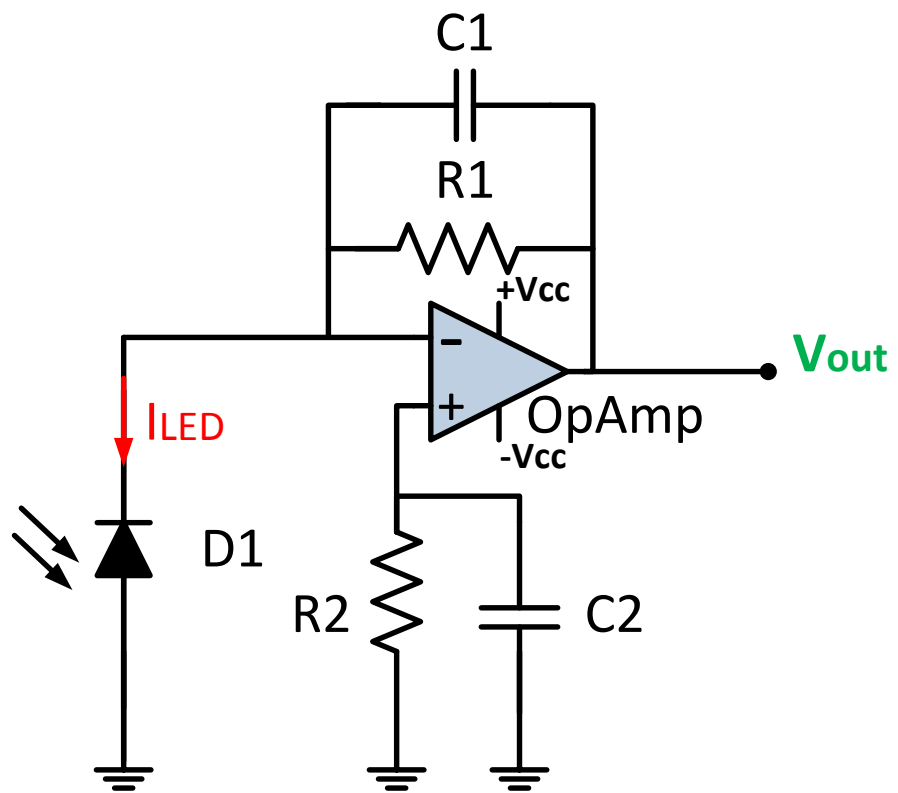 C1
R1
+Vcc
-
Vout
+
OpAmp
ILED
-Vcc
D1
R2
C2